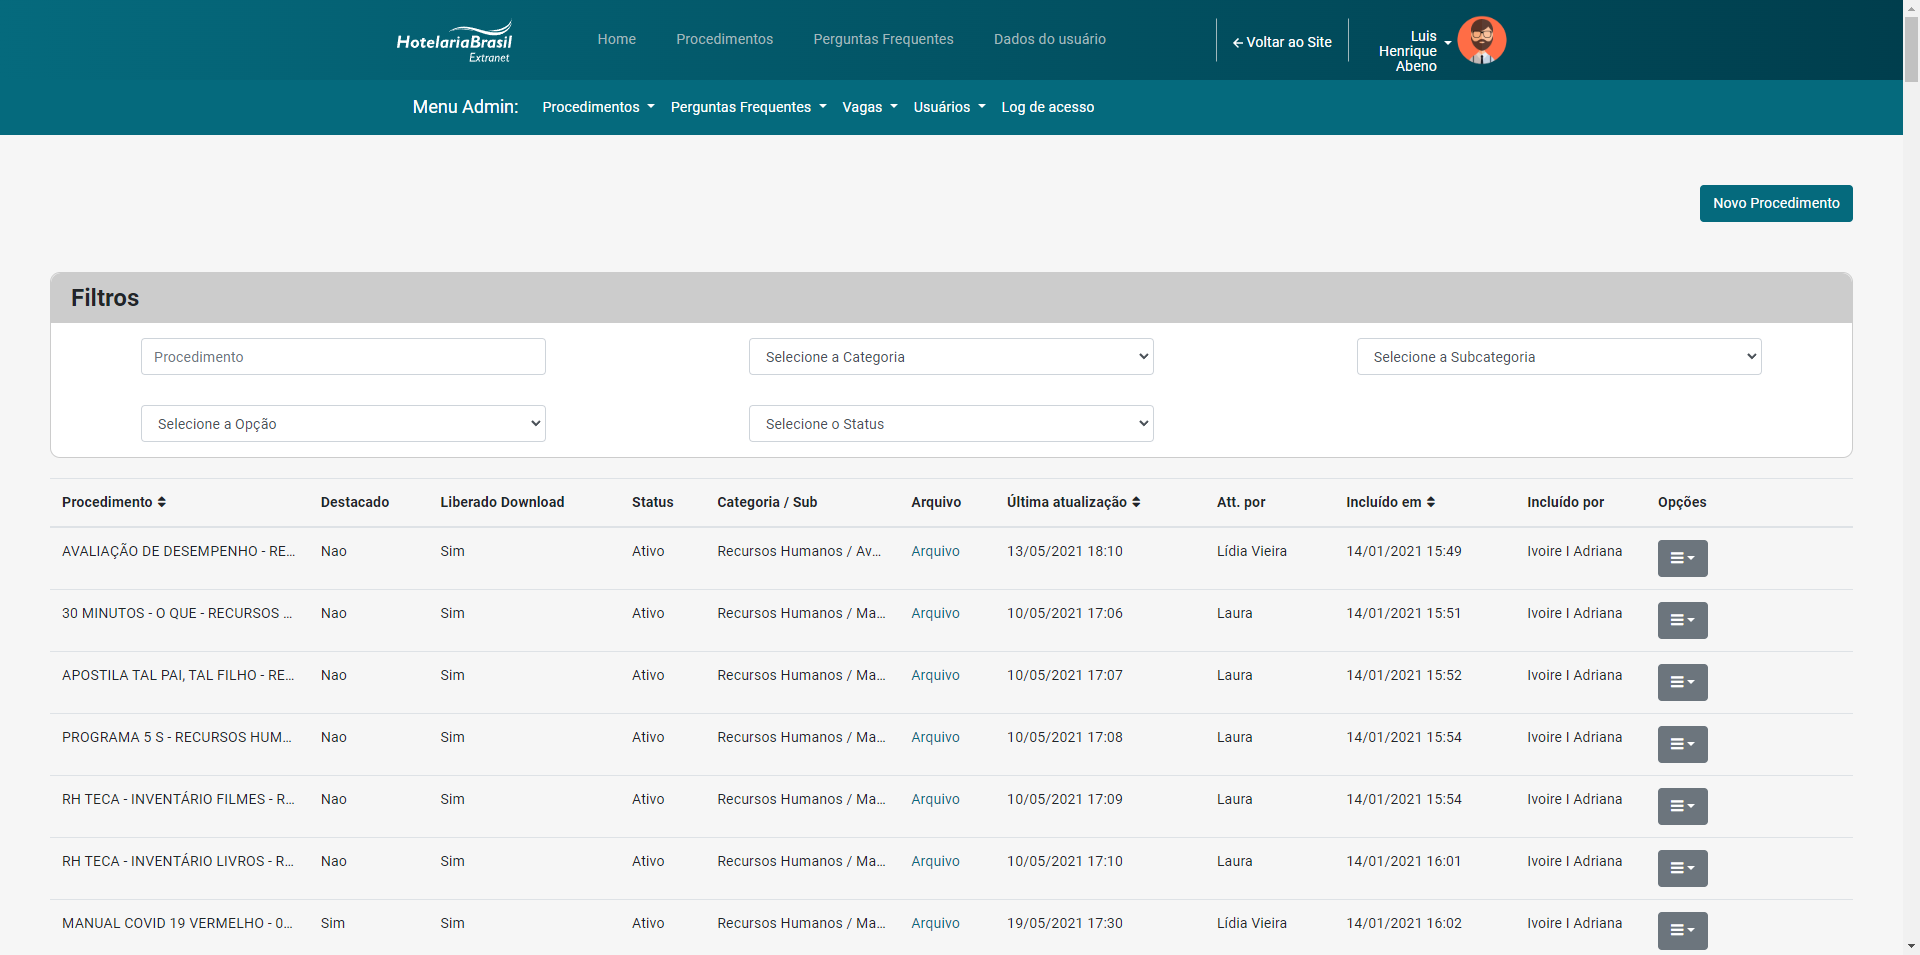 HotelariaBrasil
Extranet
Home Procedimentos Perguntas Frequentes Dados do usuário
Voltar ao Site
Luis
Henrique
Abeno
Menu Admin: Procedimentos Perguntas Frequentes Vagas Usuários Log de acesso
Novo Procedimento
Filtros
Procedimento Selecione a Categoria Selecione a Subcategoria
Selecione a Opção Selecione o Status
Procedimento Destacado Liberado Download Status Categoria / Sub Arquivo Última atualização Att. por Incluído em Incluído por Opções
AVALIAÇÃO DE DESEMPENHO - RE... Nao Sim Ativo Recursos Humanos / Av... Arquivo 13/05/2021 18:10 Lídia Vieira 14/01/2021 15:49 Ivoire I Adriana
30 MINUTOS - O QUE - RECURSOS ... Nao Sim Ativo Recursos Humanos / Ma... Arquivo 10/05/2021 17:06 Laura 14/01/2021 15:51 Ivoire I Adriana
APOSTILA TAL PAI, TAL FILHO - RE... Nao Sim Ativo Recursos Humanos / Ma... Arquivo 10/05/2021 17:07 Laura 14/01/2021 15:52 Ivoire I Adriana
PROGRAMA 5 S - RECURSOS HUM... Nao Sim Ativo Recursos Humanos / Ma... Arquivo 10/05/2021 17:08 Laura 14/01/2021 15:54 Ivoire I Adriana
RH TECA - INVENTÁRIO FILMES - R... Nao Sim Ativo Recursos Humanos / Ma... Arquivo 10/05/2021 17:09 Laura 14/01/2021 15:54 Ivoire I Adriana
RH TECA - INVENTÁRIO LIVROS - R... Nao Sim Ativo Recursos Humanos / Ma... Arquivo 10/05/2021 17:10 Laura 14/01/2021 16:01 Ivoire I Adriana
MANUAL COVID 19 VERMELHO - 0... Sim Sim Ativo Recursos Humanos / Ma... Arquivo 19/05/2021 17:30 Lídia Vieira 14/01/2021 16:02 Ivoire I Adriana